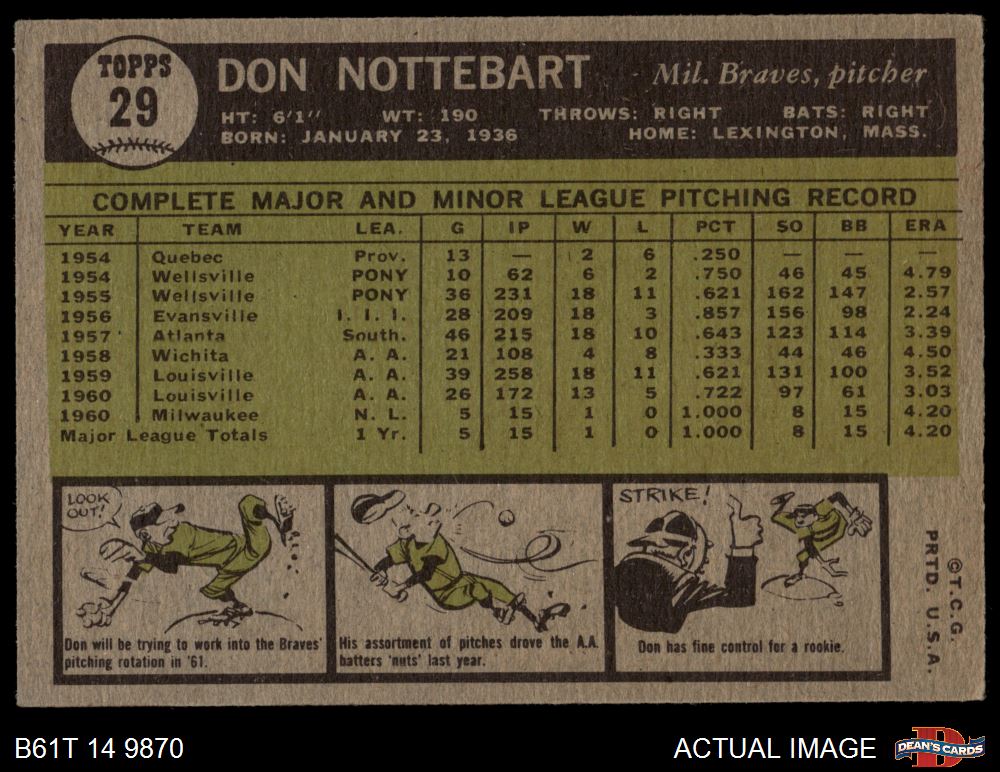 TOPPS
29
DON NOTTEBART Mil. Braves, pitcher
HT: 6'1" WT: 190 THROWS: RIGHT BATS: RIGHT
BORN: JANUARY 23, 1936 HOME: LEXINGTON, MASS.
COMPLETE MAJOR AND MINOR LEAGUE PITCHING RECORD
YEAR TEAM LEA. G IP W L PCT SO BB ERA
1954 Quebec Prov. 13 — 2 6 .250 — — —
1954 Wellsville PONY 10 62 6 2 .750 46 45 4.79
1955 Wellsville PONY 36 231 18 11 .621 162 147 2.57
1956 Evansville I. I. I. 28 209 18 3 .857 156 98 2.24
1957 Atlanta South. 46 215 18 10 .643 123 114 3.39
1958 Wichita A. A. 21 108 4 8 .333 44 46 4.50
1959 Louisville A. A. 39 258 18 11 .621 131 100 3.52
1960 Louisville A. A. 26 172 13 5 .722 97 61 3.03
1960 Milwaukee N. L. 5 15 1 0 1.000 8 15 4.20
Major League Totals 1 Yr. 5 15 1 0 1.000 8 15 4.20
LOOK
OUT!
Don will be trying to work into the Braves'
pitching rotation in '61.
His assortment of pitches drove the A.A.
batters 'nuts' last year.
STRIKE!
Don has fine control for a rookie.
©T.C.G.
PRTD. U.S.A.
B61T 14 9870
ACTUAL IMAGE
D
DEAN'S CARDS